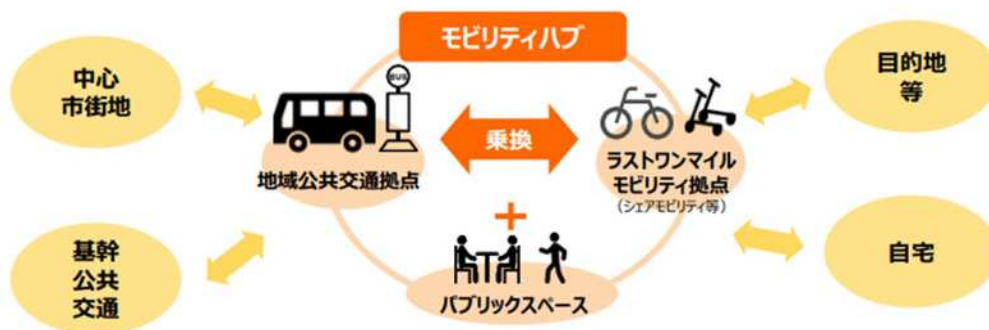 モビリティハブ
中心
市街地
BUS
目的地
等
乗換
地域公共交通拠点
ラストワンマイル
モビリティ拠点
(シェアモビリティ等)
+
基幹
公共
交通
自宅
パブリックスペース